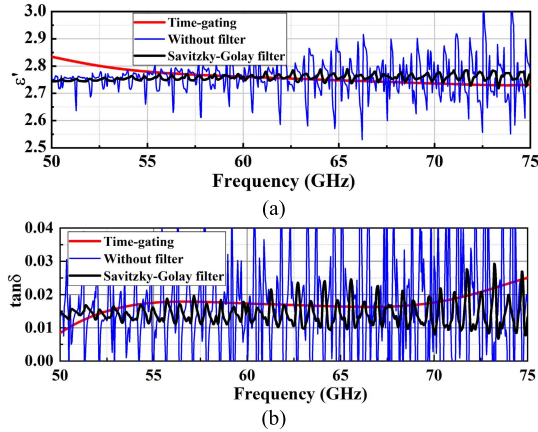 3.0
2.9
2.8
2.7
2.6
2.5
ε'
Time-gating
Without filter
Savitzky-Golay filter
50 55 60 65 70 75
Frequency (GHz)
(a)
0.04
0.03
0.02
0.01
0.00
tanδ
Time-gating
Without filter
Savitzky-Golay filter
50 55 60 65 70 75
Frequency (GHz)
(b)